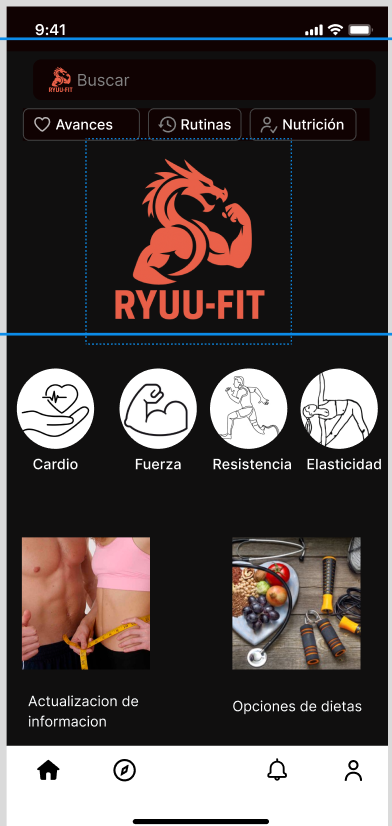 9:41
RYUU-FIT Buscar
Avances Rutinas Nutrición
RYUU-FIT
Cardio Fuerza Resistencia Elasticidad
Actualizacion de
informacion
Opciones de dietas